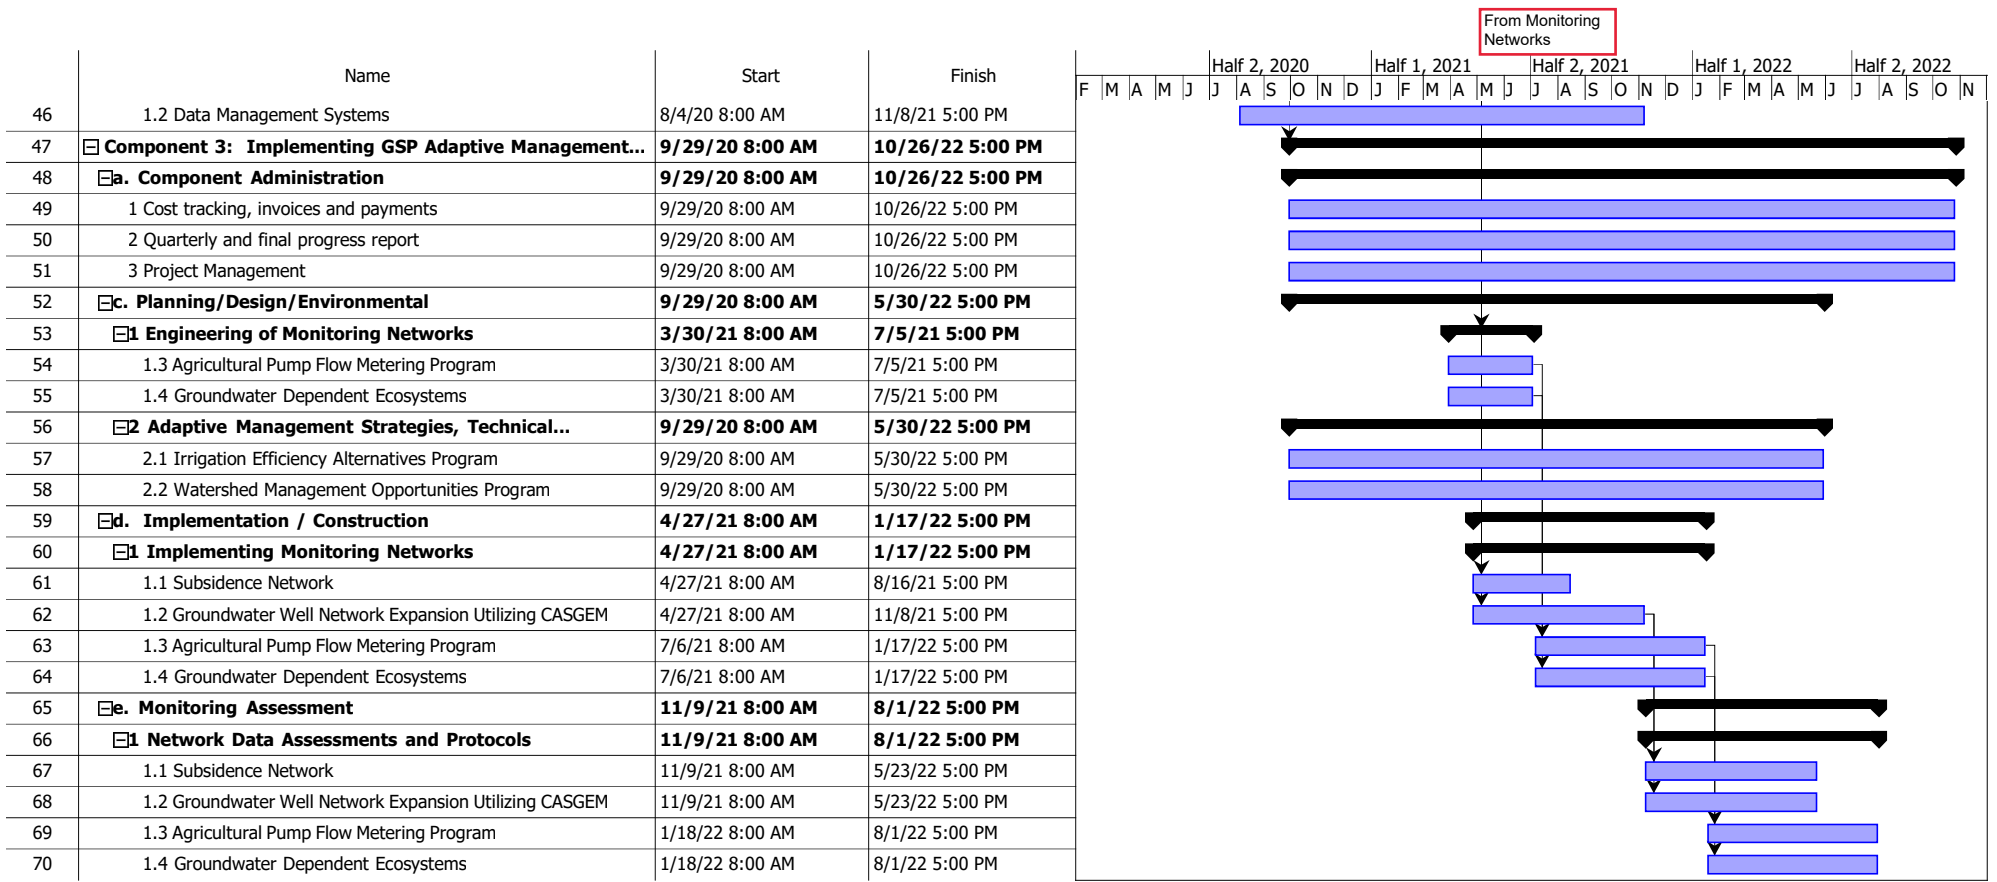 From Monitoring
Networks
Name Start Finish
Half 2, 2020 Half 1, 2021 Half 2, 2021 Half 1, 2022 Half 2, 2022
F M A M J J A S O N D J F M A M J J A S O N D J F M A M J J A S O N
46 1.2 Data Management Systems 8/4/20 8:00 AM 11/8/21 5:00 PM
47 Component 3: Implementing GSP Adaptive Management... 9/29/20 8:00 AM 10/26/22 5:00 PM
48 a. Component Administration 9/29/20 8:00 AM 10/26/22 5:00 PM
49 1 Cost tracking, invoices and payments 9/29/20 8:00 AM 10/26/22 5:00 PM
50 2 Quarterly and final progress report 9/29/20 8:00 AM 10/26/22 5:00 PM
51 3 Project Management 9/29/20 8:00 AM 10/26/22 5:00 PM
52 c. Planning/Design/Environmental 9/29/20 8:00 AM 5/30/22 5:00 PM
53 1 Engineering of Monitoring Networks 3/30/21 8:00 AM 7/5/21 5:00 PM
54 1.3 Agricultural Pump Flow Metering Program 3/30/21 8:00 AM 7/5/21 5:00 PM
55 1.4 Groundwater Dependent Ecosystems 3/30/21 8:00 AM 7/5/21 5:00 PM
56 2 Adaptive Management Strategies, Technical... 9/29/20 8:00 AM 5/30/22 5:00 PM
57 2.1 Irrigation Efficiency Alternatives Program 9/29/20 8:00 AM 5/30/22 5:00 PM
58 2.2 Watershed Management Opportunities Program 9/29/20 8:00 AM 5/30/22 5:00 PM
59 d. Implementation / Construction 4/27/21 8:00 AM 1/17/22 5:00 PM
60 1 Implementing Monitoring Networks 4/27/21 8:00 AM 1/17/22 5:00 PM
61 1.1 Subsidence Network 4/27/21 8:00 AM 8/16/21 5:00 PM
62 1.2 Groundwater Well Network Expansion Utilizing CASGEM 4/27/21 8:00 AM 11/8/21 5:00 PM
63 1.3 Agricultural Pump Flow Metering Program 7/6/21 8:00 AM 1/17/22 5:00 PM
64 1.4 Groundwater Dependent Ecosystems 7/6/21 8:00 AM 1/17/22 5:00 PM
65 e. Monitoring Assessment 11/9/21 8:00 AM 8/1/22 5:00 PM
66 1 Network Data Assessments and Protocols 11/9/21 8:00 AM 8/1/22 5:00 PM
67 1.1 Subsidence Network 11/9/21 8:00 AM 5/23/22 5:00 PM
68 1.2 Groundwater Well Network Expansion Utilizing CASGEM 11/9/21 8:00 AM 5/23/22 5:00 PM
69 1.3 Agricultural Pump Flow Metering Program 1/18/22 8:00 AM 8/1/22 5:00 PM
70 1.4 Groundwater Dependent Ecosystems 1/18/22 8:00 AM 8/1/22 5:00 PM